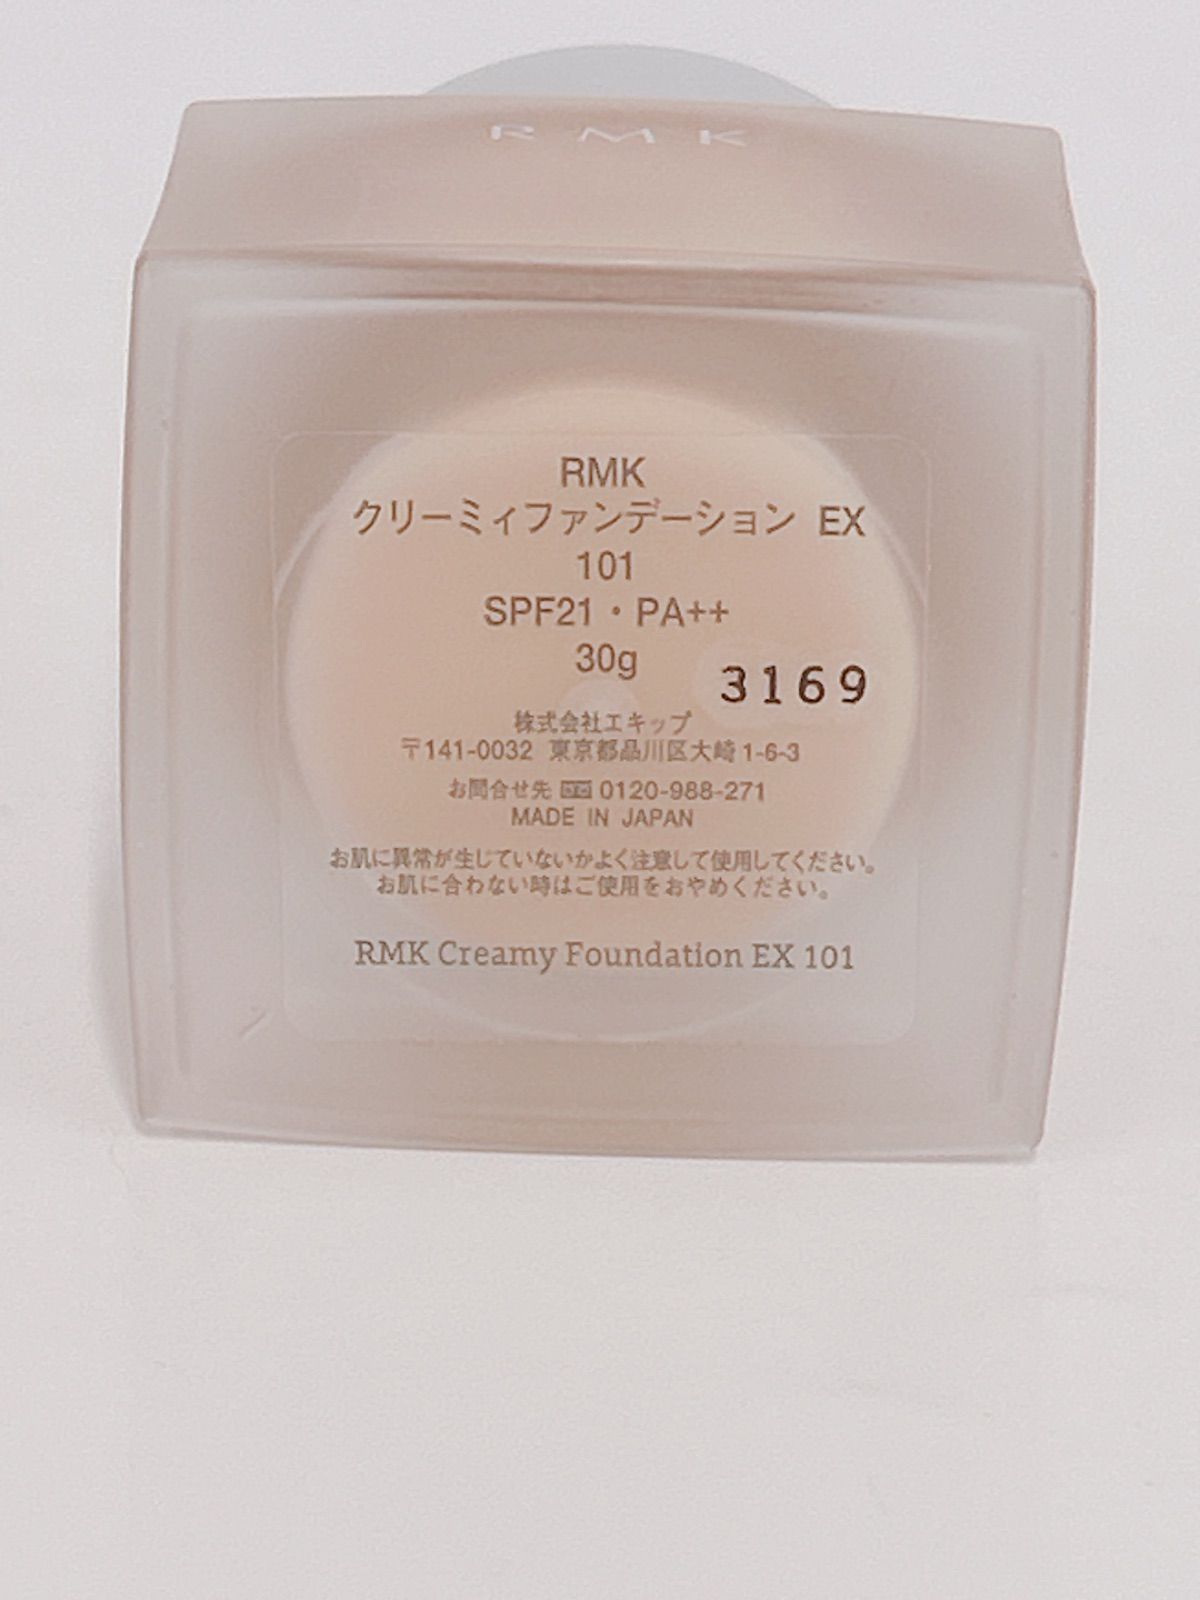 RMK
RMK
クリーミィファンデーション EX
101
SPF21・PA++
30g
3169
株式会社エキップ
〒141-0032 東京都品川区大崎1-6-3
お問合せ先 0120-988-271
MADE IN JAPAN
お肌に異常が生じていないかよく注意して使用してください。
お肌に合わない時はご使用をおやめください。
RMK Creamy Foundation EX 101